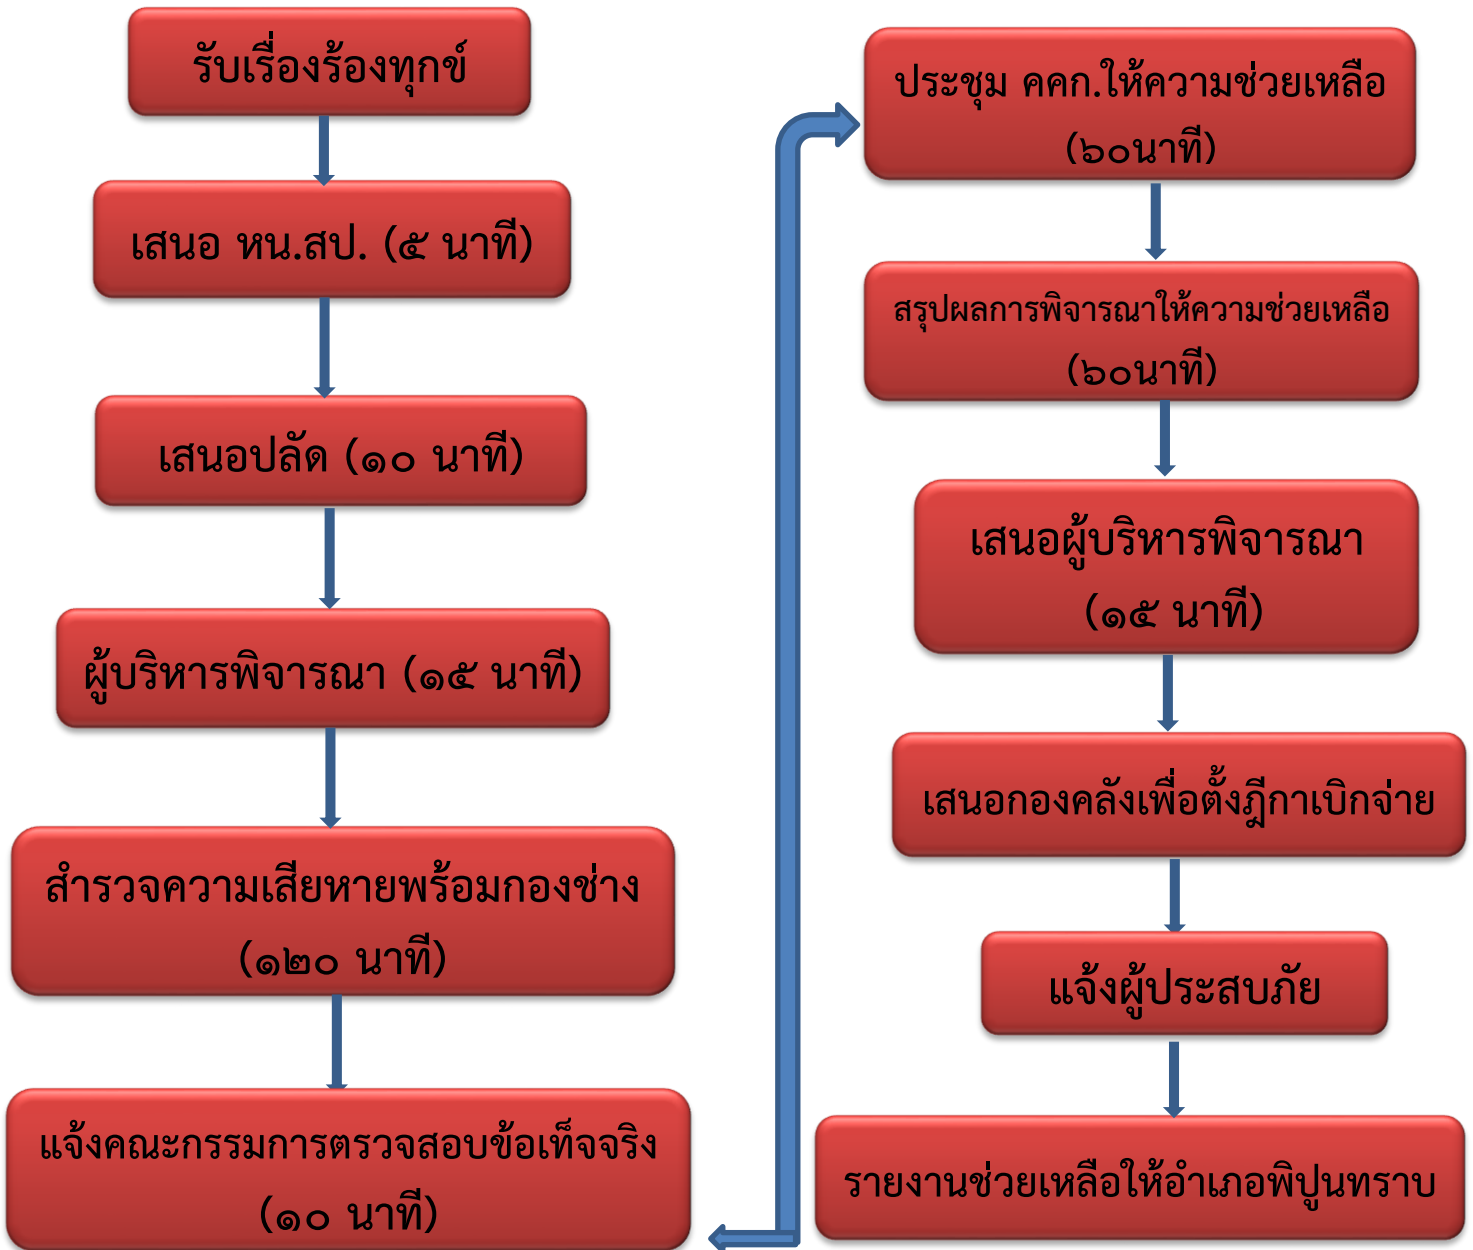 รับเรื่องร้องทุกข์
เสนอ หน.สป. (๕ นาที)
เสนอปลัด (๑๐ นาที)
ผู้บริหารพิจารณา (๑๕ นาที)
สำรวจความเสียหายพร้อมกองช่าง
(๑๒๐ นาที)
แจ้งคณะกรรมการตรวจสอบข้อเท็จจริง
(๑๐ นาที)
ประชุม คคก.ให้ความช่วยเหลือ
(๖๐นาที)
สรุปผลการพิจารณาให้ความช่วยเหลือ
(๖๐นาที)
เสนอผู้บริหารพิจารณา
(๑๕ นาที)
เสนอกองคลังเพื่อตั้งฎีกาเบิกจ่าย
แจ้งผู้ประสบภัย
รายงานช่วยเหลือให้อำเภอพิปูนทราบ